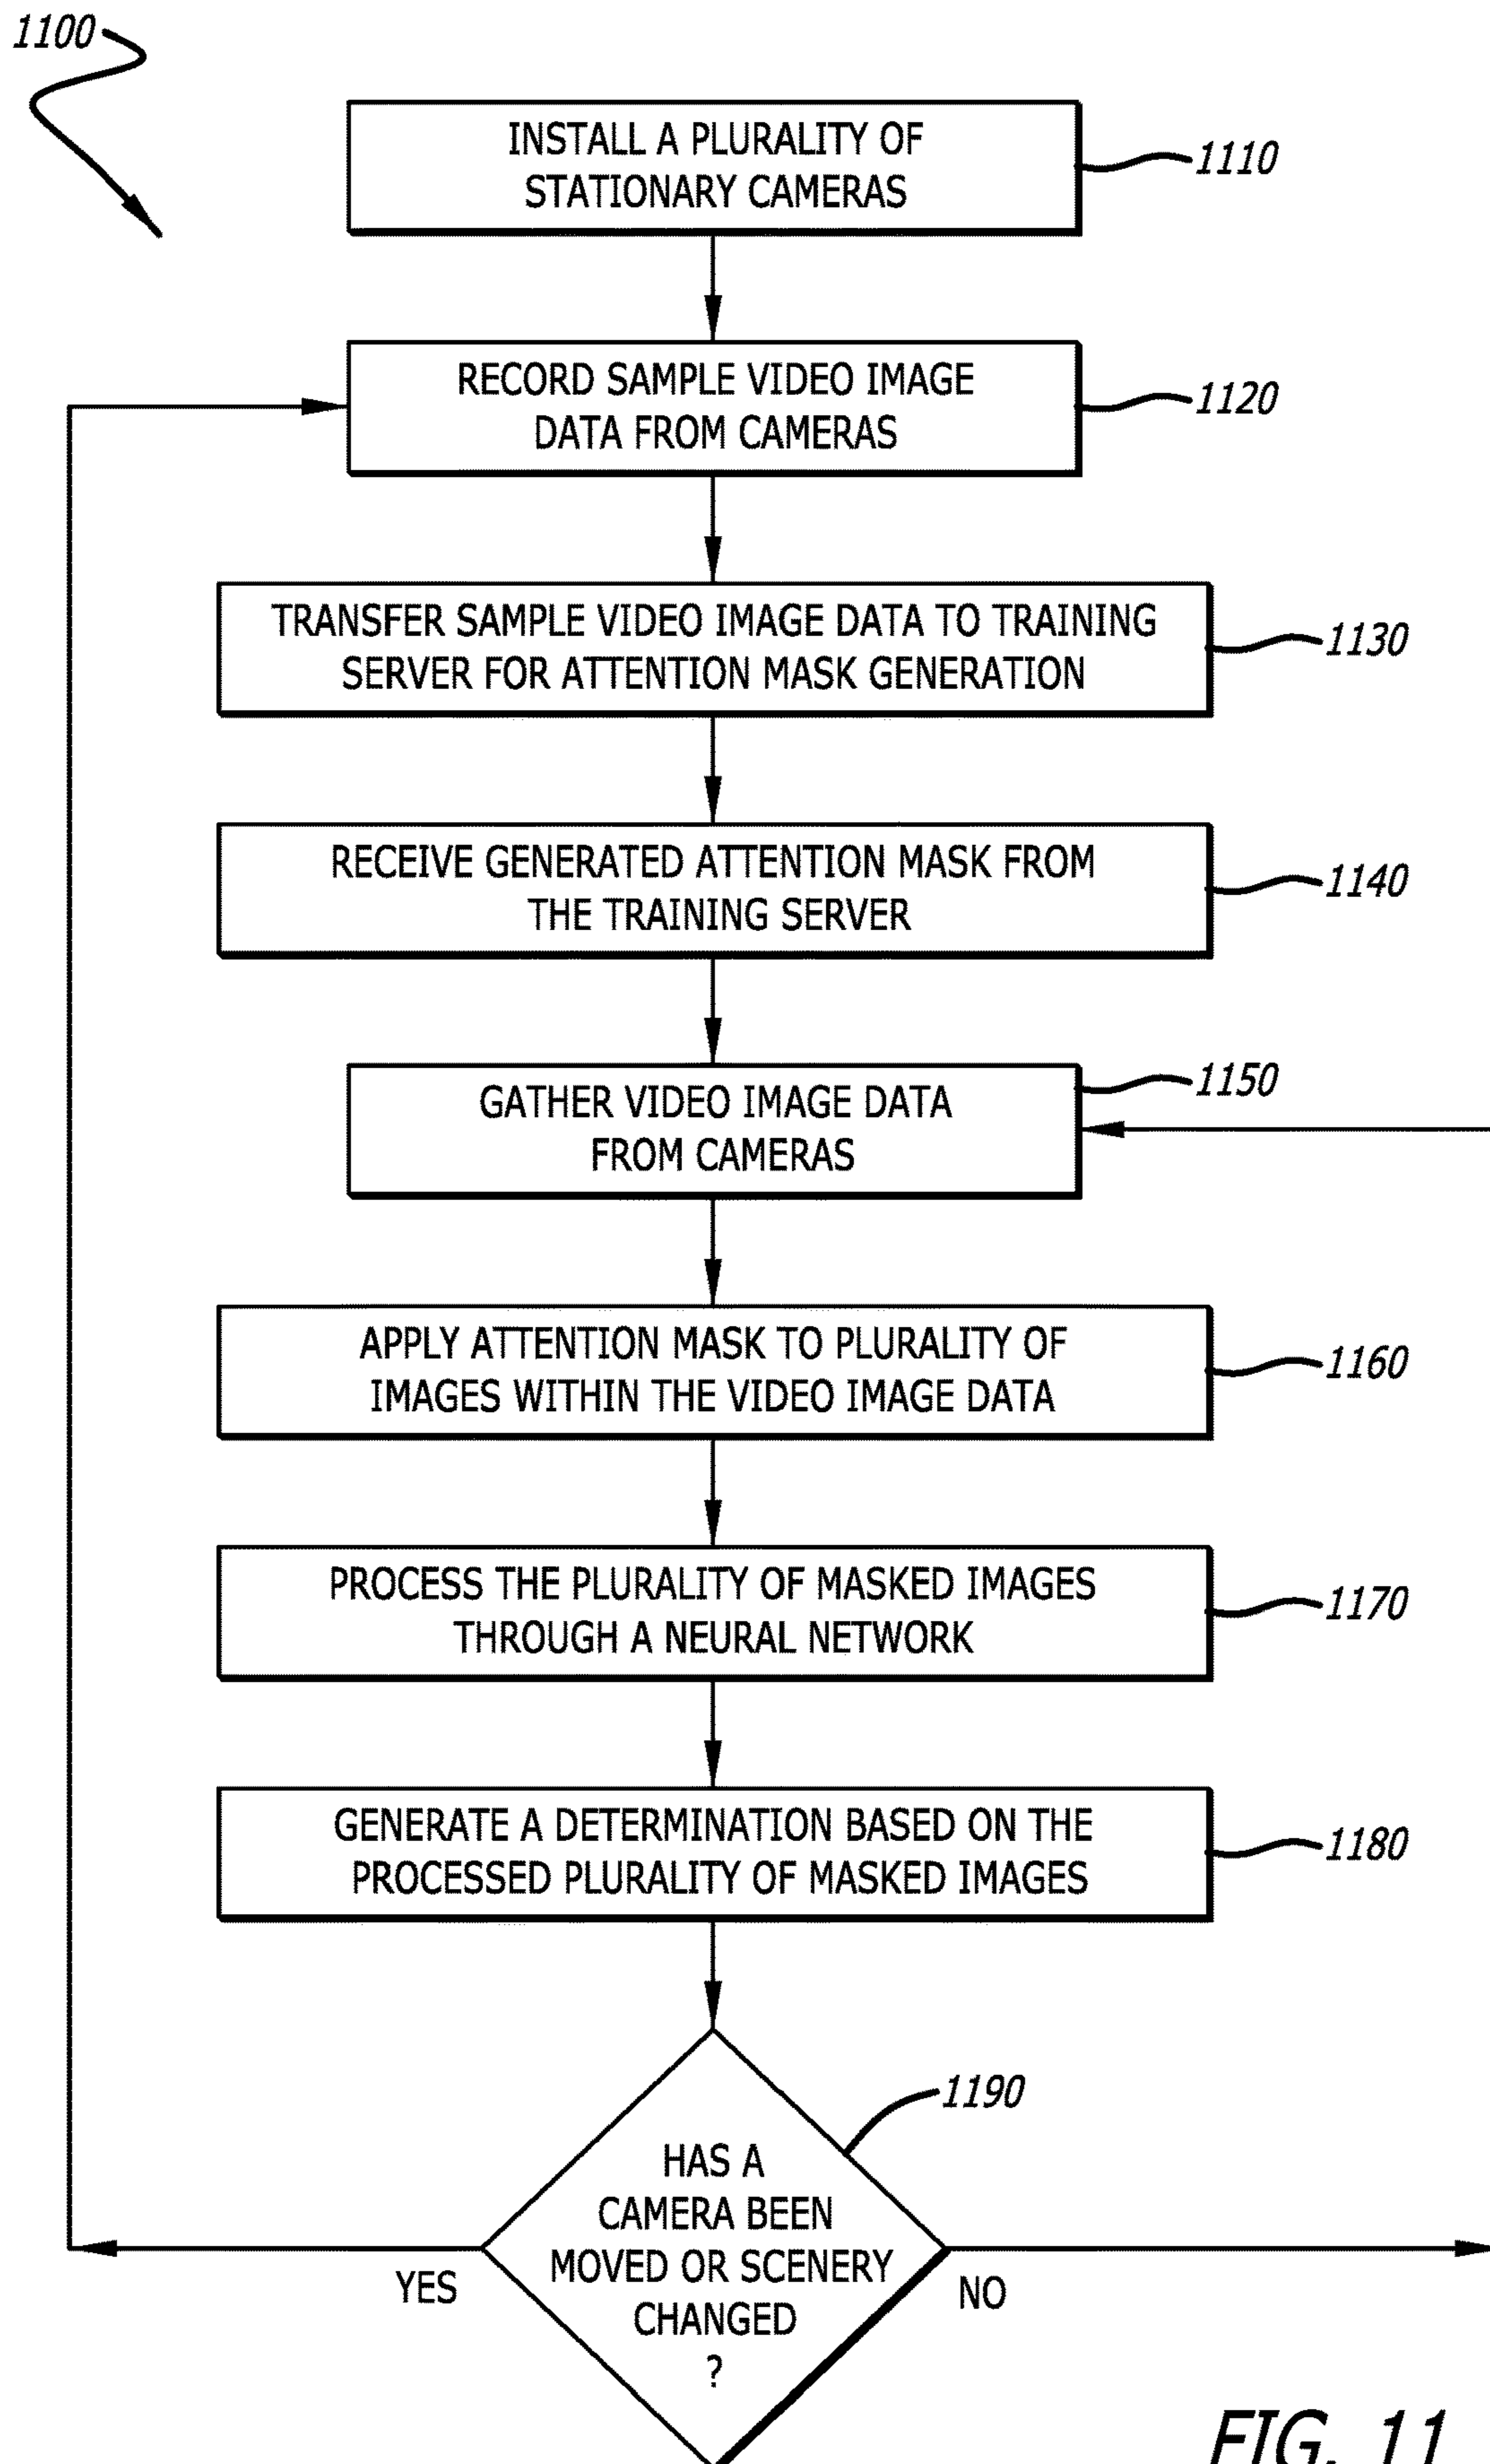 1100
INSTALL A PLURALITY OF
STATIONARY CAMERAS
1110
RECORD SAMPLE VIDEO IMAGE
DATA FROM CAMERAS
1120
TRANSFER SAMPLE VIDEO IMAGE DATA TO TRAINING
SERVER FOR ATTENTION MASK GENERATION
1130
RECEIVE GENERATED ATTENTION MASK FROM
THE TRAINING SERVER
1140
GATHER VIDEO IMAGE DATA
FROM CAMERAS
1150
APPLY ATTENTION MASK TO PLURALITY OF
IMAGES WITHIN THE VIDEO IMAGE DATA
1160
PROCESS THE PLURALITY OF MASKED IMAGES
THROUGH A NEURAL NETWORK
1170
GENERATE A DETERMINATION BASED ON THE
PROCESSED PLURALITY OF MASKED IMAGES
1180
1190
HAS A
CAMERA BEEN
MOVED OR SCENERY
CHANGED
?
YES
NO
FIG. 11